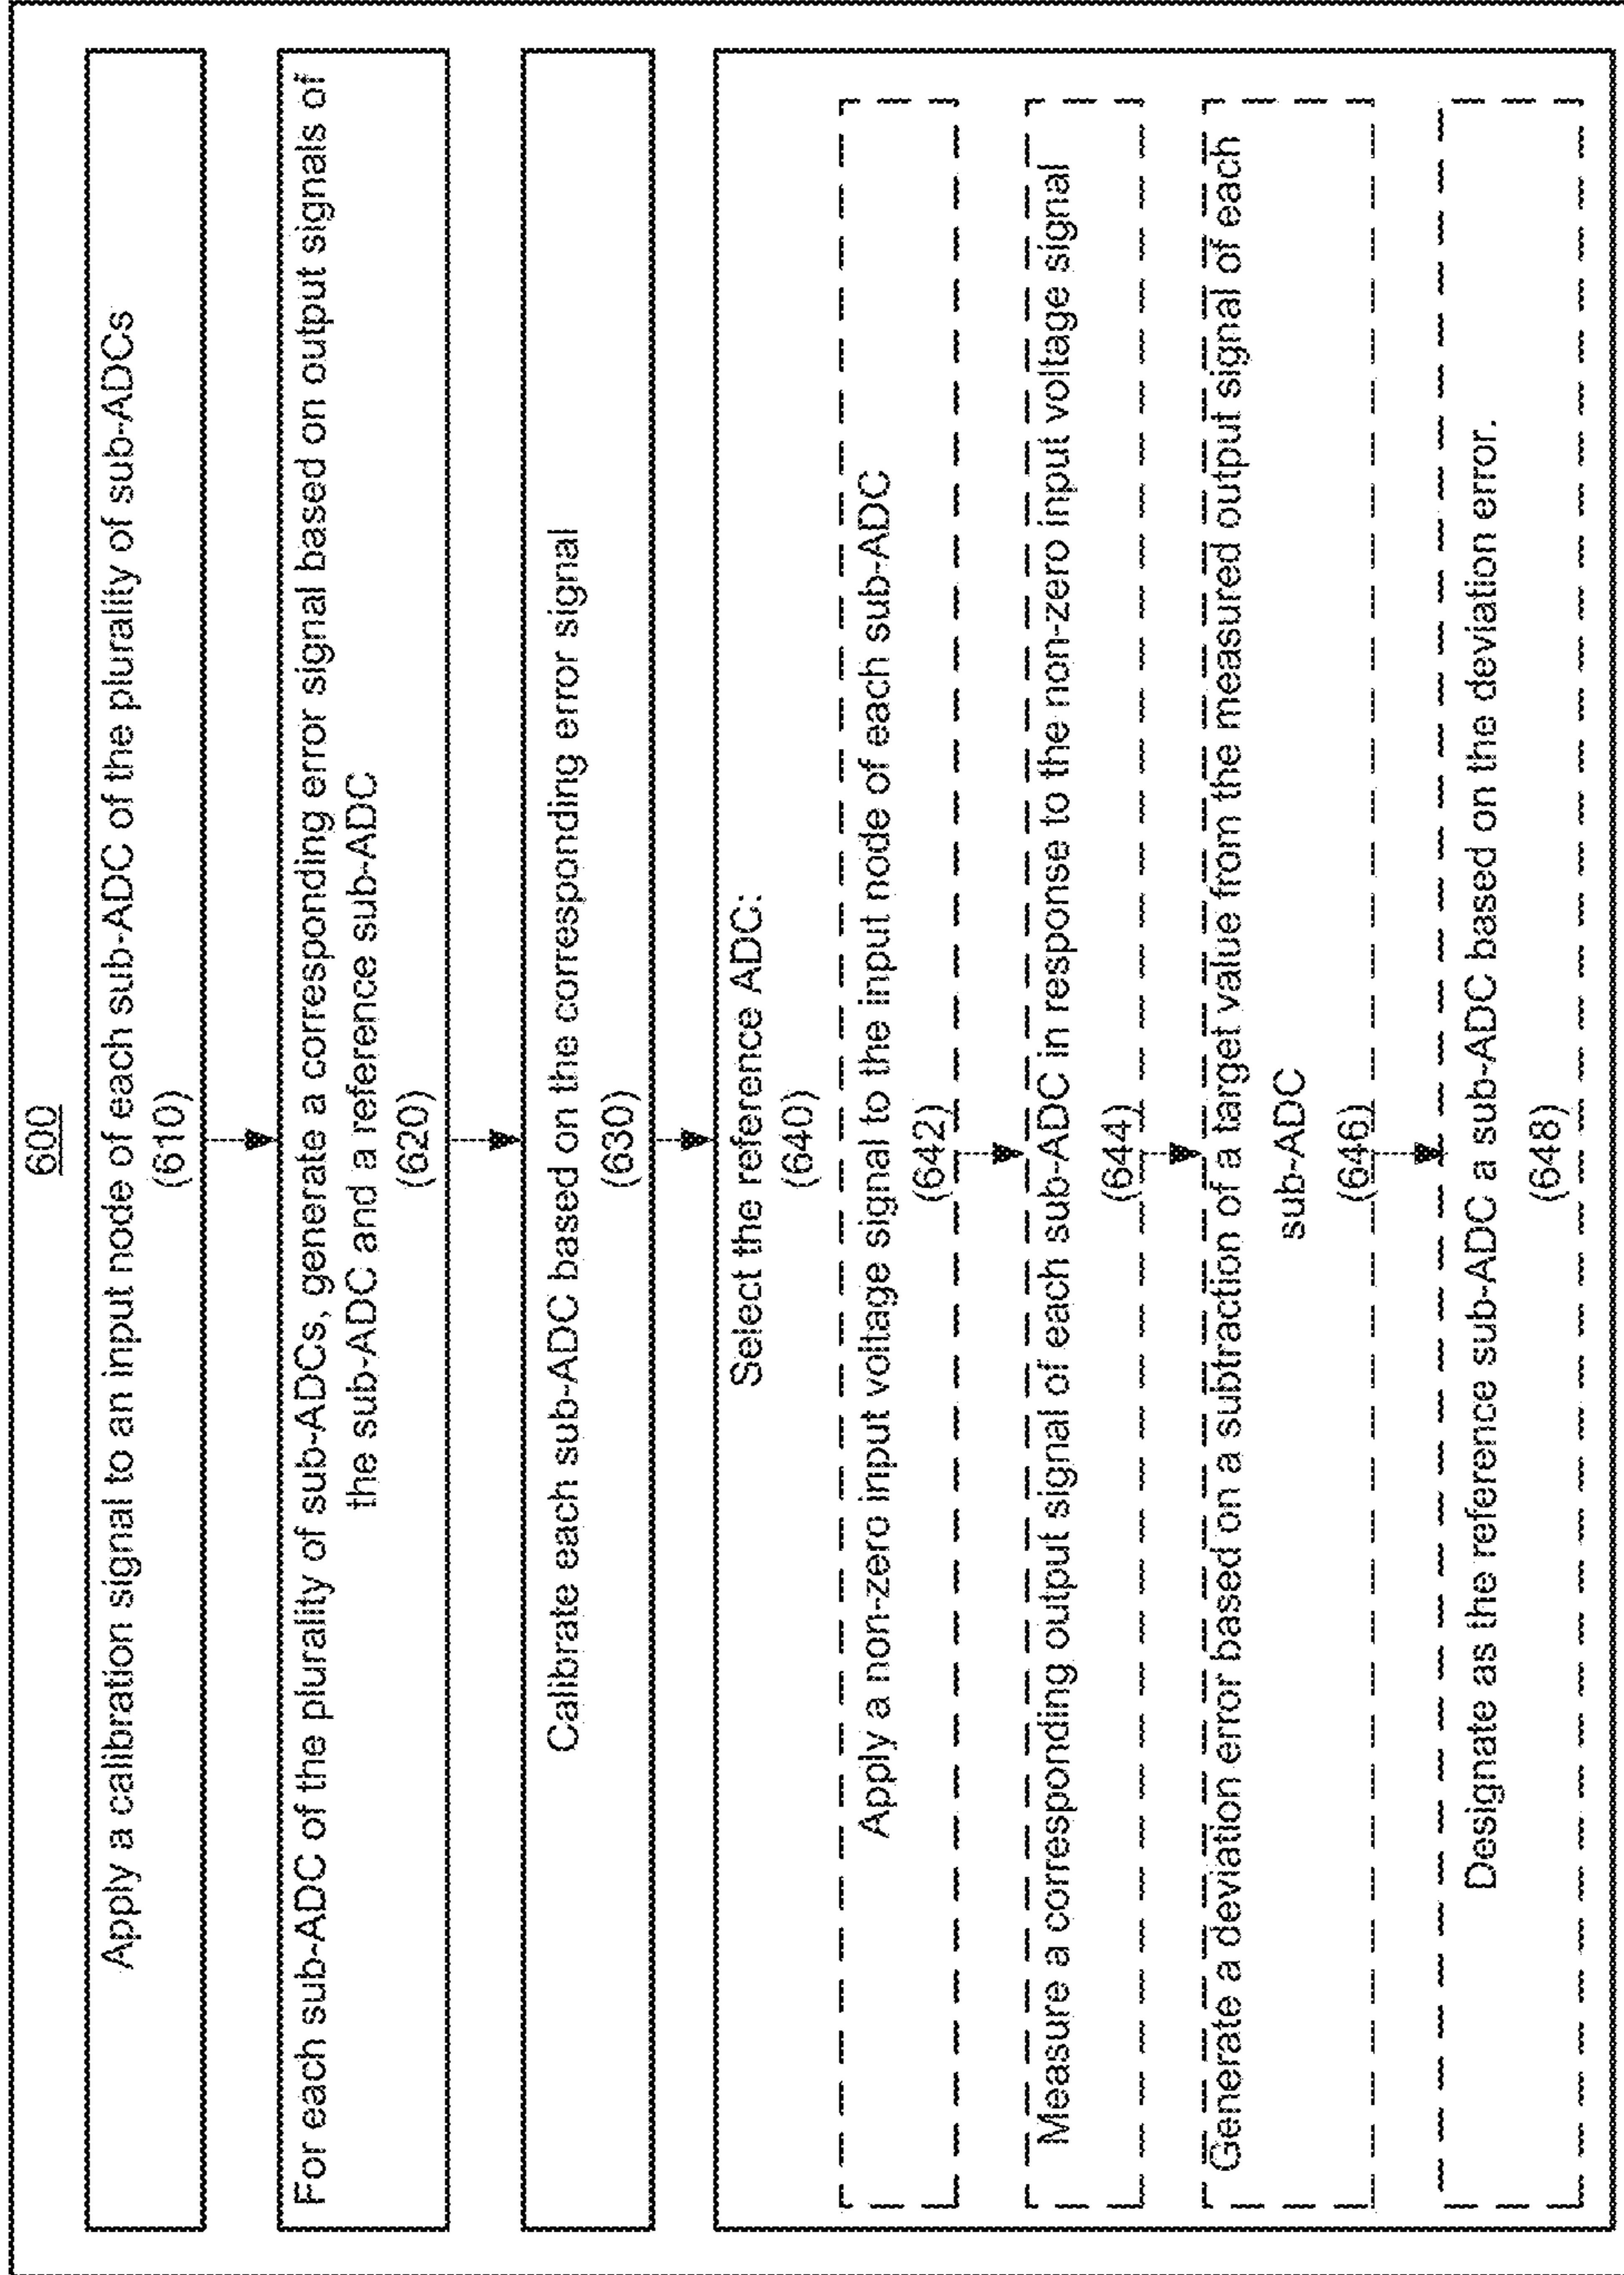 600
Apply a calibration signal to an input node of each sub-ADC of the plurality of sub-ADCs
(610)
For each sub-ADC of the plurality of sub-ADCs, generate a corresponding error signal based on output signals of
the sub-ADC and a reference sub-ADC
(620)
Calibrate each sub-ADC based on the corresponding error signal
(630)
Select the reference ADC:
(640)
Apply a non-zero input voltage signal to the input node of each sub-ADC
(642)
Measure a corresponding output signal of each sub-ADC in response to the non-zero input voltage signal
(644)
Generate a deviation error based on a subtraction of a target value from the measured output signal of each
sub-ADC
(646)
Designate as the reference sub-ADC a sub-ADC based on the deviation error.
(648)